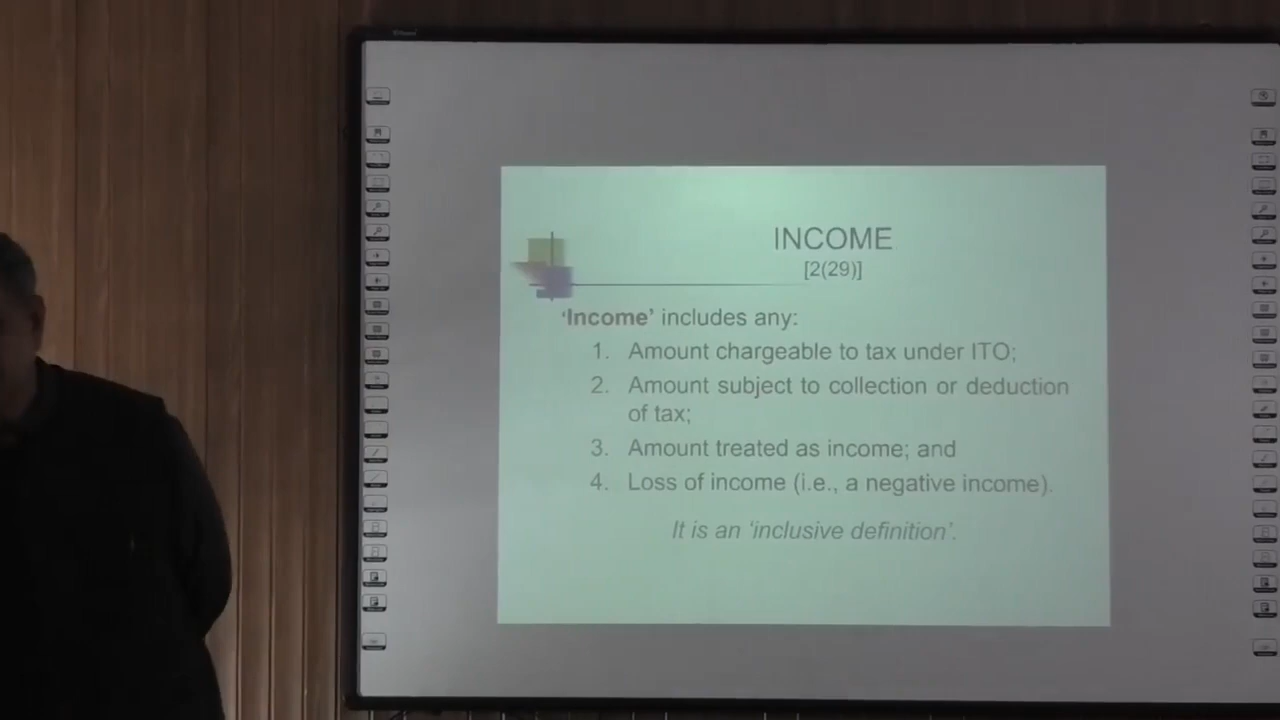 INCOME
[2(29)]
‘Income’ includes any:
1. Amount chargeable to tax under ITO;
2. Amount subject to collection or deduction
of tax;
3. Amount treated as income; and
4. Loss of income (i.e., a negative income).
It is an ‘inclusive definition’.